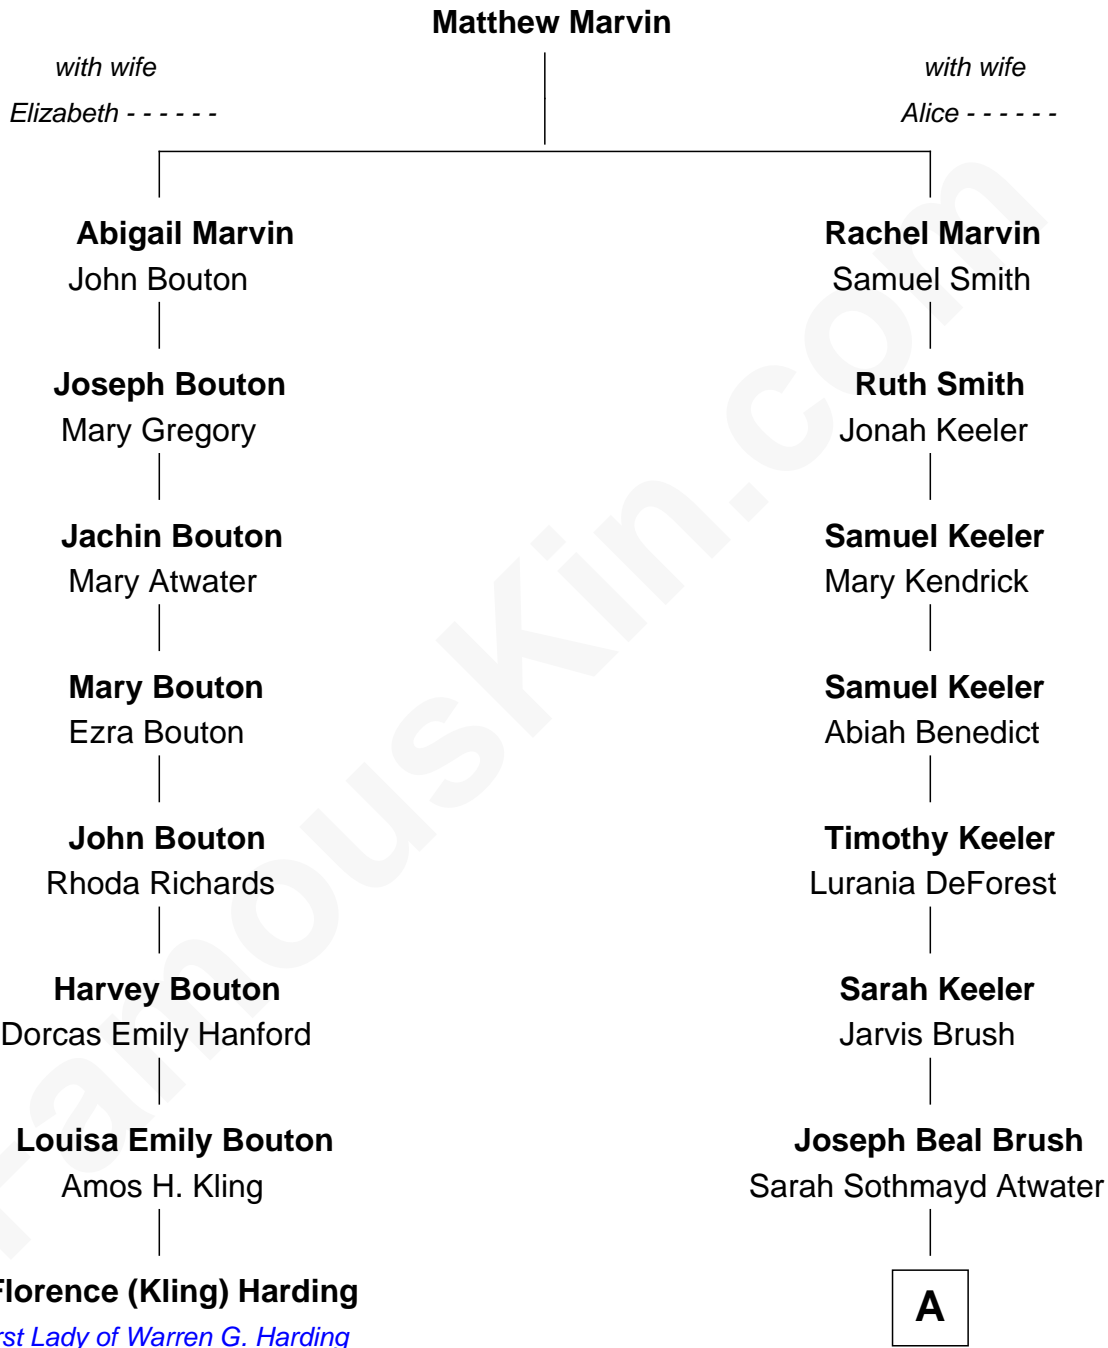 Matthew Marvin
with wife
Elizabeth - - - - - -
with wife
Alice - - - - - -
Abigail Marvin
John Bouton
Rachel Marvin
Samuel Smith
Joseph Bouton
Mary Gregory
Ruth Smith
Jonah Keeler
Jachin Bouton
Mary Atwater
Samuel Keeler
Mary Kendrick
Mary Bouton
Ezra Bouton
Samuel Keeler
Abiah Benedict
John Bouton
Rhoda Richards
Timothy Keeler
Lurania DeForest
Harvey Bouton
Dorcas Emily Hanford
Sarah Keeler
Jarvis Brush
Louisa Emily Bouton
Amos H. Kling
Joseph Beal Brush
Sarah Sothmayd Atwater
Florence (Kling) Harding
rst Lady of Warren G. Harding
A
FamousKin.com